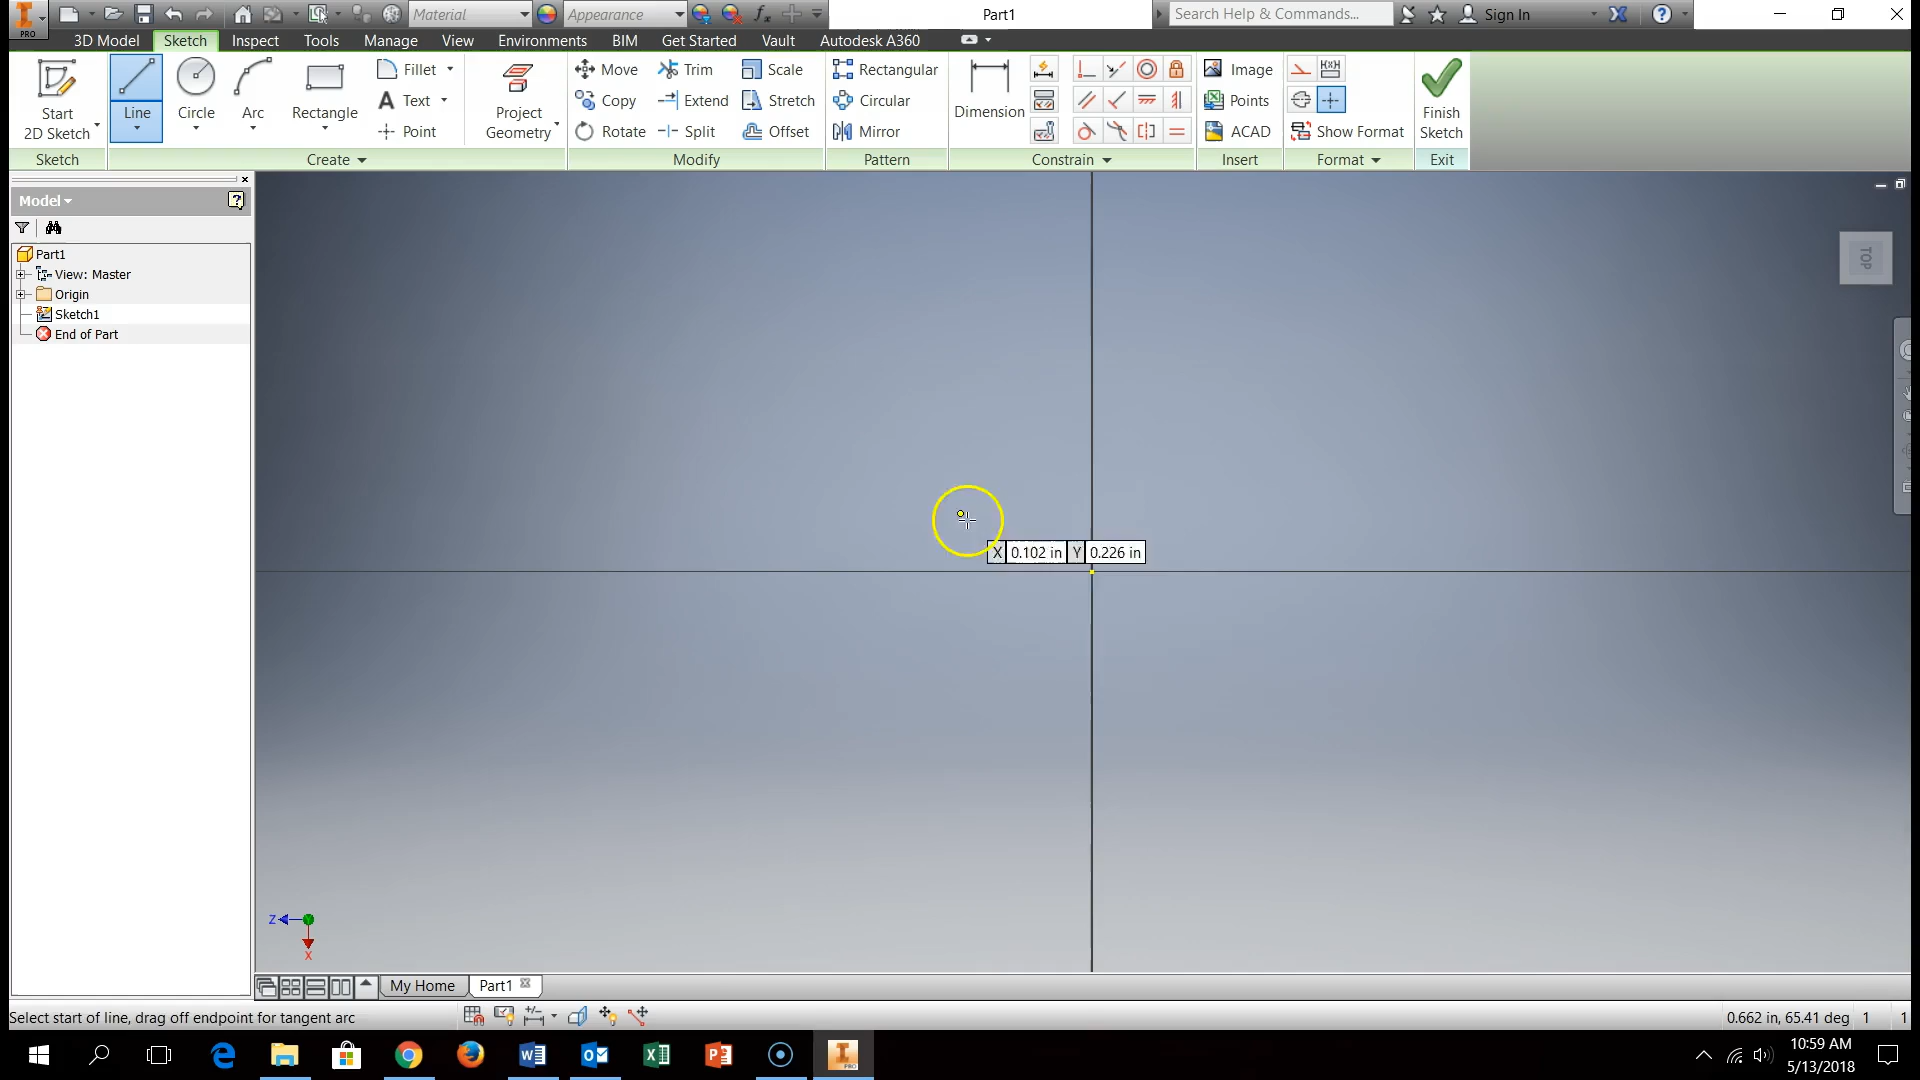 PRO
Material
Appearance
Part1
Search Help & Commands...
Sign In
3D Model
Sketch
Inspect
Tools
Manage
View
Environments
BIM
Get Started
Vault
Autodesk A360
Start
2D Sketch
Line
Circle
Arc
Rectangle
Fillet
Text
Point
Project
Geometry
Move
Copy
Rotate
Trim
Extend
Split
Scale
Stretch
Offset
Rectangular
Circular
Mirror
Dimension
Image
Points
ACAD
Show Format
Finish
Sketch
Sketch
Create
Modify
Pattern
Constrain
Insert
Format
Exit
Model
Part1
View: Master
Origin
Sketch1
End of Part
TOP
X 0.102 in Y 0.226 in
Z
X
My Home
Part1
Select start of line, drag off endpoint for tangent arc
0.662 in, 65.41 deg 1 1
10:59 AM
5/13/2018
PRO